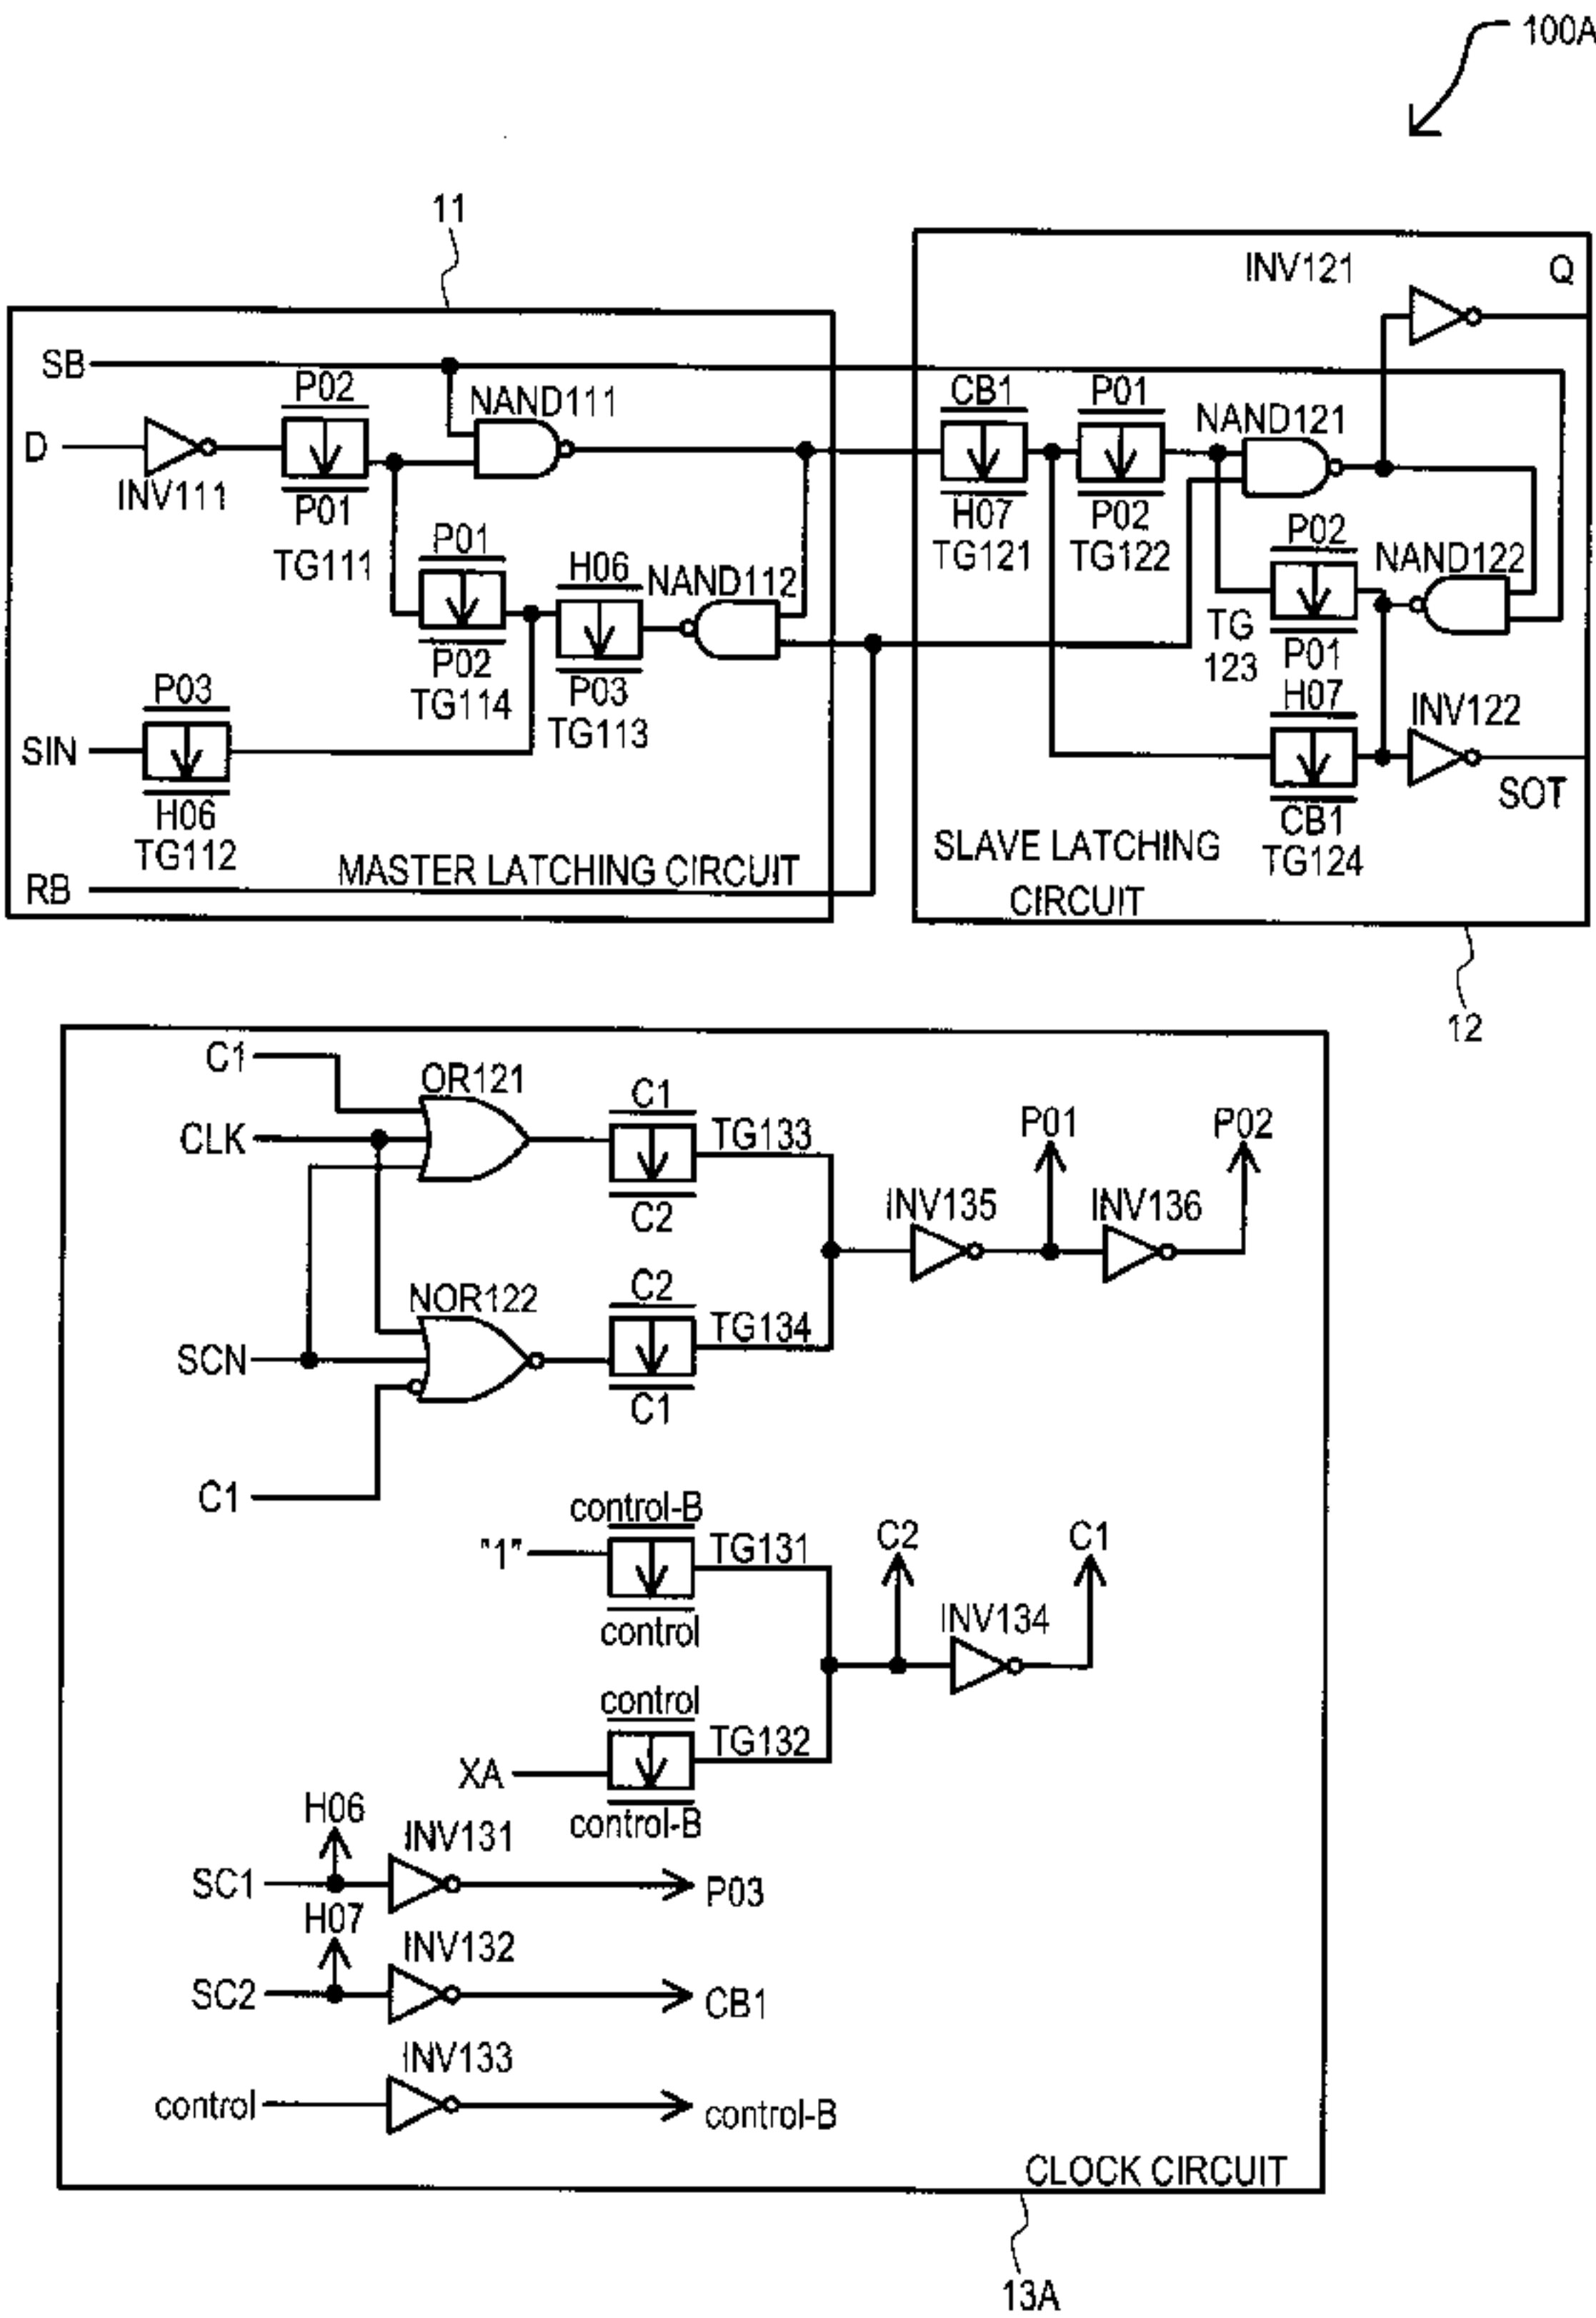 100A
11
SB
D
INV111
P02
P01
TG111
NAND111
P01
P02
TG114
H06
P03
TG113
NAND112
P03
SIN
H06
TG112
RB
MASTER LATCHING CIRCUIT
INV121
Q
CB1
H07
TG121
P01
P02
TG122
NAND121
P02
TG
123
P01
NAND122
H07
CB1
TG124
INV122
SOT
SLAVE LATCHING
CIRCUIT
12
C1
OR121
CLK
C1
TG133
C2
P01
P02
INV135
INV136
NOR122
C2
TG134
SCN
C1
C1
control-B
"1"
TG131
control
C2
C1
INV134
control
TG132
XA
control-B
H06
INV131
SC1
P03
H07
INV132
SC2
CB1
INV133
control
control-B
CLOCK CIRCUIT
13A